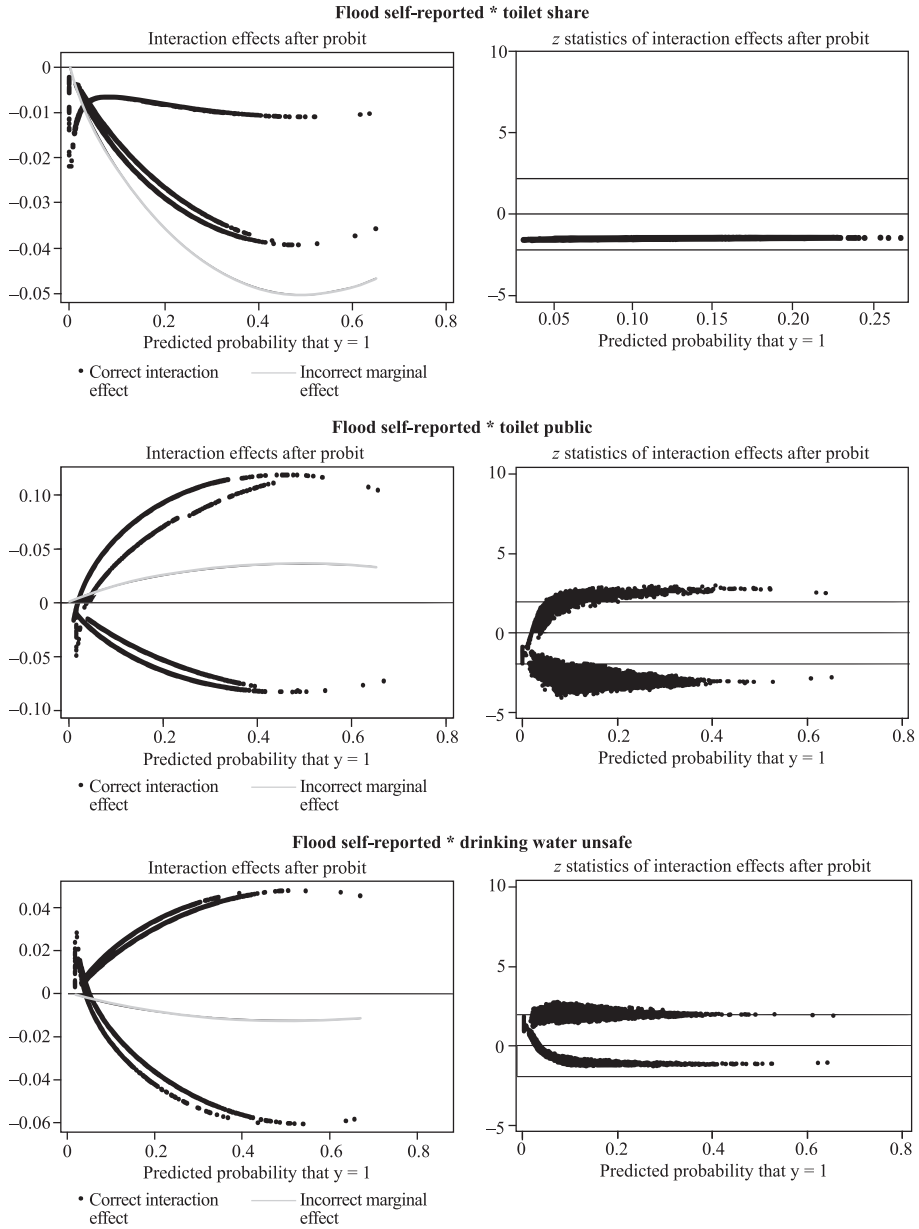 Flood self-reported * toilet share
Interaction effects after probit
0
–0.01
–0.02
–0.03
–0.04
–0.05
0 0.2 0.4 0.6 0.8
Predicted probability that y = 1
• Correct interaction effect
Incorrect marginal effect
z statistics of interaction effects after probit
10
5
0
–5
0.05 0.10 0.15 0.20 0.25
Predicted probability that y = 1
Flood self-reported * toilet public
Interaction effects after probit
0.10
–0.05
0
–0.05
–0.10
0 0.2 0.4 0.6 0.8
Predicted probability that y = 1
• Correct interaction effect
Incorrect marginal effect
z statistics of interaction effects after probit
10
5
0
–5
0 0.2 0.4 0.6 0.8
Predicted probability that y = 1
Flood self-reported * drinking water unsafe
Interaction effects after probit
0.04
0.02
0
–0.02
–0.04
–0.06
0 0.2 0.4 0.6 0.8
Predicted probability that y = 1
• Correct interaction effect
Incorrect marginal effect
z statistics of interaction effects after probit
10
5
0
–5
0 0.2 0.4 0.6 0.8
Predicted probability that y = 1